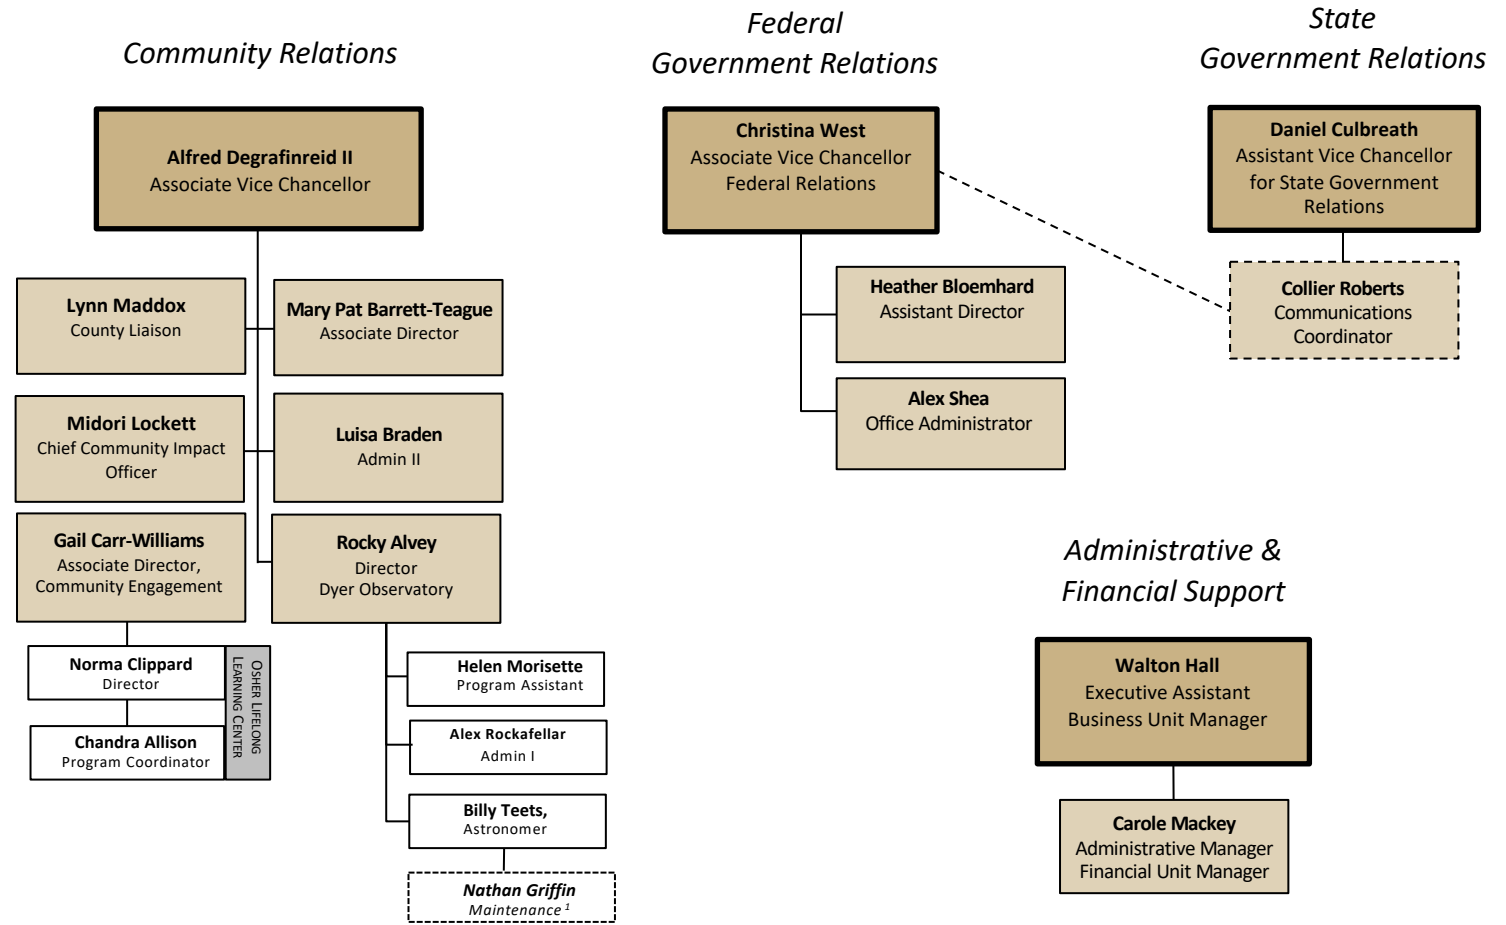 Community Relations
Alfred Degrafinreid II
Associate Vice Chancellor
Lynn Maddox
County Liaison
Mary Pat Barrett-Teague
Associate Director
Midori Lockett
Chief Community Impact
Officer
Luisa Braden
Admin II
Gail Carr-Williams
Associate Director,
Community Engagement
Rocky Alvey
Director
Dyer Observatory
Norma Clippard
Director
Chandra Allison
Program Coordinator
OSHER LIFELONG
LEARNING CENTER
Helen Morisette
Program Assistant
Alex Rockafellar
Admin I
Billy Teets,
Astronomer
Nathan Griffin
Maintenance 1
Federal
Government Relations
Christina West
Associate Vice Chancellor
Federal Relations
Heather Bloemhard
Assistant Director
Alex Shea
Office Administrator
State
Government Relations
Daniel Culbreath
Assistant Vice Chancellor
for State Government
Relations
Collier Roberts
Communications
Coordinator
Administrative &
Financial Support
Walton Hall
Executive Assistant
Business Unit Manager
Carole Mackey
Administrative Manager
Financial Unit Manager